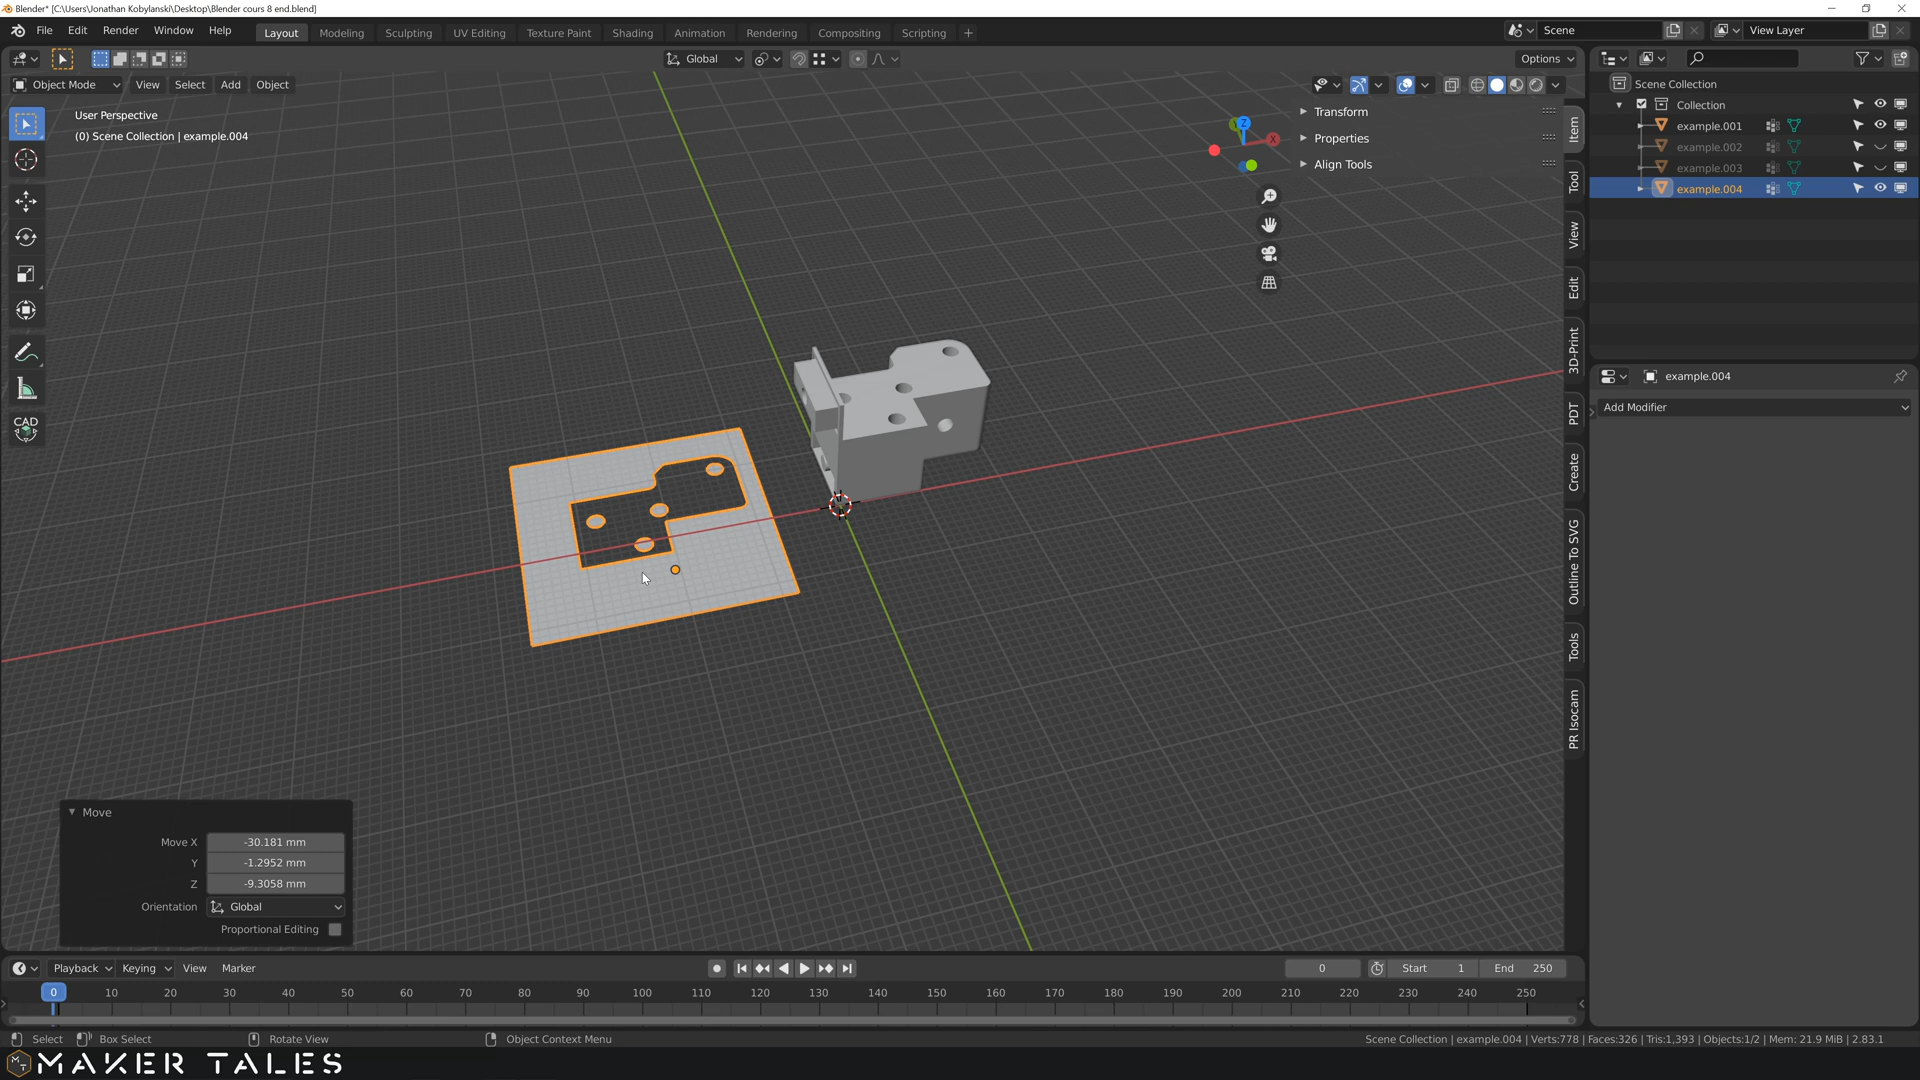 Blender* [C:\Users\Jonathan Kobylanski\Desktop\Blender cours 8 end.blend]
File Edit Render Window Help
Layout Modeling Sculpting UV Editing Texture Paint Shading Animation Rendering Compositing Scripting +
Scene
View Layer
Global
Options
Object Mode View Select Add Object
User Perspective
(0) Scene Collection | example.004
CAD
Z
X
Transform
Properties
Align Tools
Item
Tool
View
Edit
3D-Print
PDT
Create
Outline To SVG
Tools
PR Isocam
Scene Collection
Collection
example.001
example.002
example.003
example.004
example.004
Add Modifier
Move
Move X -30.181 mm
Y -1.2952 mm
Z -9.3058 mm
Orientation Global
Proportional Editing
Playback Keying View Marker
0 Start 1 End 250
0 10 20 30 40 50 60 70 80 90 100 110 120 130 140 150 160 170 180 190 200 210 220 230 240 250
Select Box Select Rotate View Object Context Menu
Scene Collection | example.004 | Verts:778 | Faces:326 | Tris:1,393 | Objects:1/2 | Mem: 21.9 MiB | 2.83.1
MAKER TALES